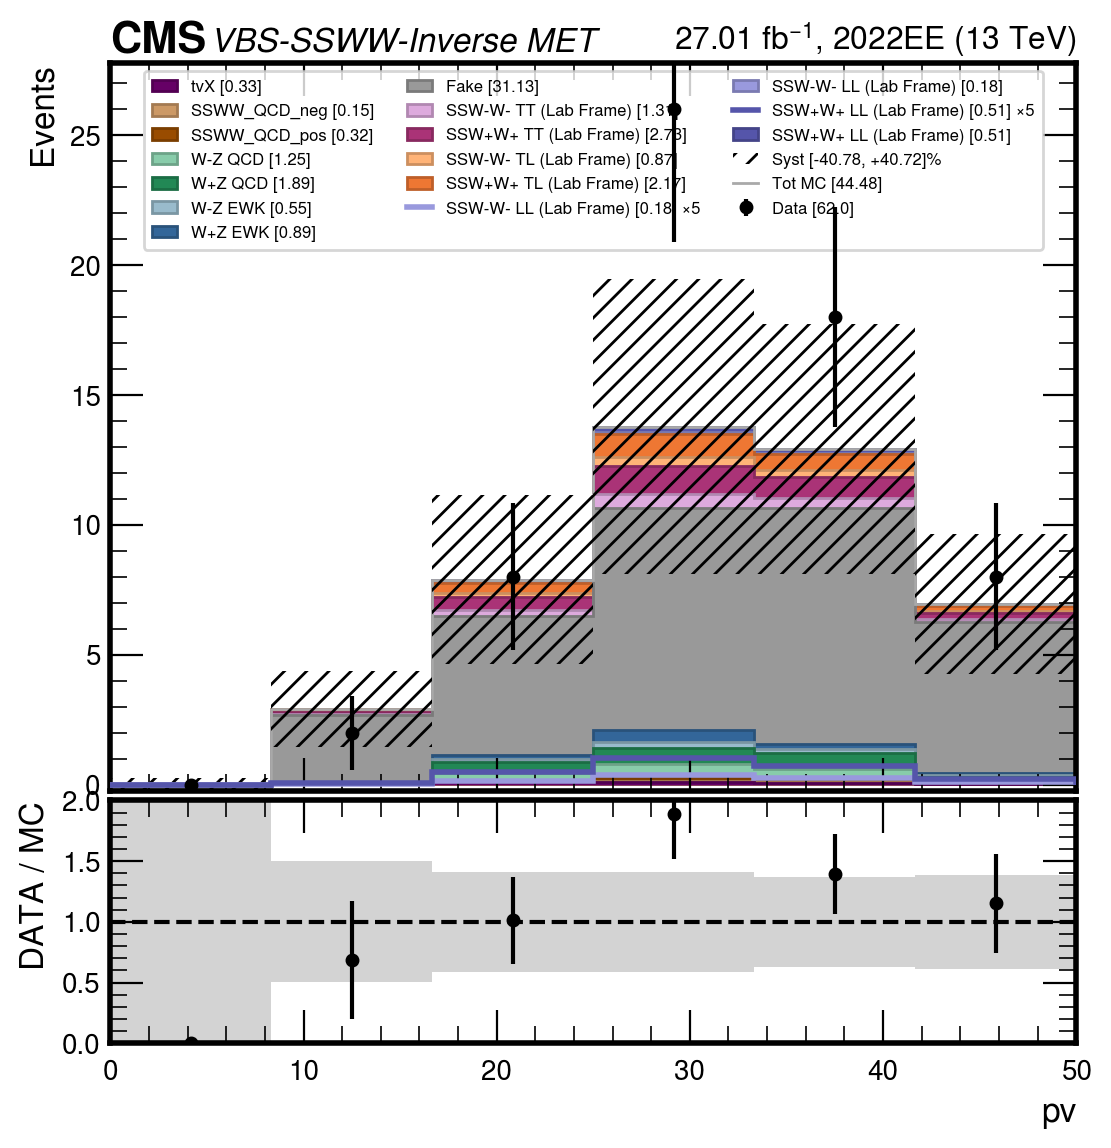 CMS VBS-SSWW-Inverse MET 27.01 fb⁻¹, 2022EE (13 TeV)
Events
tvX [0.33]
SSWW_QCD_neg [0.15]
SSWW_QCD_pos [0.32]
W-Z QCD [1.25]
W+Z QCD [1.89]
W-Z EWK [0.55]
W+Z EWK [0.89]
Fake [31.13]
SSW-W- TT (Lab Frame) [1.37]
SSW+W+ TT (Lab Frame) [2.73]
SSW-W- TL (Lab Frame) [0.87]
SSW+W+ TL (Lab Frame) [2.17]
SSW-W- LL (Lab Frame) [0.18] ×5
SSW-W- LL (Lab Frame) [0.18]
SSW+W+ LL (Lab Frame) [0.51] ×5
SSW+W+ LL (Lab Frame) [0.51]
Syst [-40.78, +40.72]%
Tot MC [44.48]
Data [62.0]
25
20
15
10
5
0
DATA / MC
2.0
1.5
1.0
0.5
0.0
0 10 20 30 40 50
pv